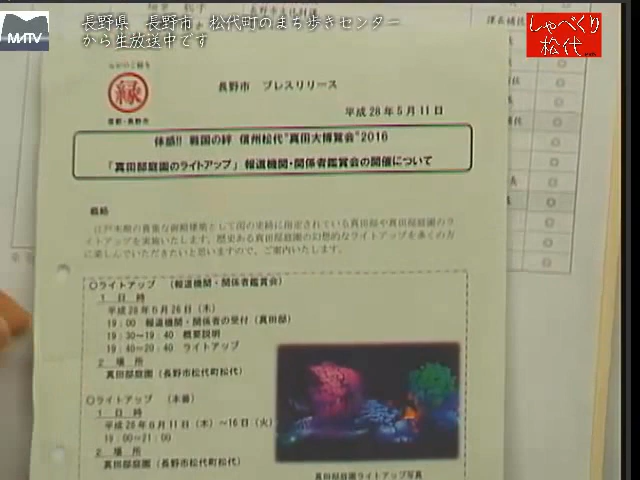 M★TV
長野県　長野市　松代町のまち歩きセンター
から生放送中です
しゃべくり
松代
縁
信都・長野市
長野市　プレスリリース
平成28年5月11日
体感!! 戦国の絆 信州松代"真田大博覧会"2016
「真田邸庭園のライトアップ」報道機関・関係者鑑賞会の開催について
概略
江戸末期の貴重な御殿建築として国の史跡に指定されている真田邸や真田邸庭園のラ
イトアップを実施いたします。歴史ある真田邸庭園の幻想的なライトアップを多くの方
に楽しんでいただきたいと思いますので、ご案内いたします。
○ライトアップ　（報道機関・関係者鑑賞会）
1　日　時
平成28年5月26日（木）
19：00　報道機関・関係者の受付（真田邸）
19：30～19：40　概要説明
19：40～20：40　ライトアップ
2　場　所
真田邸庭園（長野市松代町松代）
○ライトアップ　（本番）
1　日　時
平成28年6月11日（木）～16日（火）
19：00～21：00
2　場　所
真田邸庭園（長野市松代町松代）
真田邸庭園ライトアップ写真